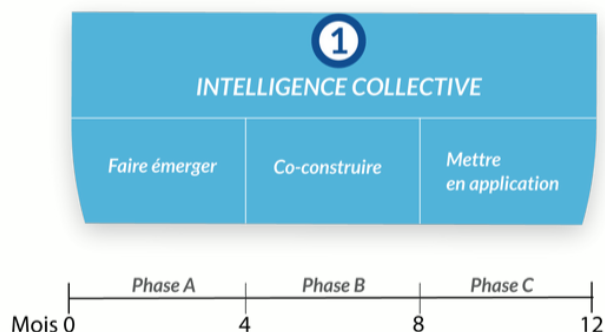 1
INTELLIGENCE COLLECTIVE
Faire émerger
Co-construire
Mettre
en application
Phase A
Phase B
Phase C
Mois 0
4
8
12